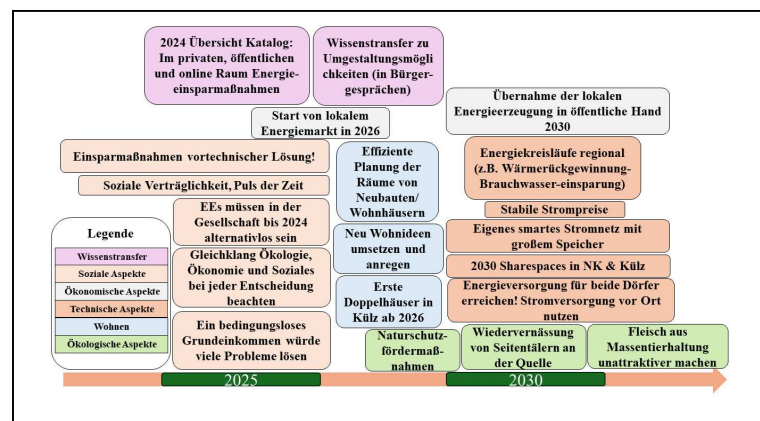 2024 Übersicht Katalog:
Im privaten, öffentlichen
und online Raum Energie-
einsparmaßnahmen
Wissenstransfer zu
Umgestaltungsmögli
chkeiten (in Bürger-
gesprächen)
Start von lokalem
Energiemarkt in 2026
Übernahme der lokalen
Energieerzeugung in öffentliche Hand
2030
Einsparmaßnahmen vortechnischer Lösung!
Soziale Verträglichkeit, Puls der Zeit
EEs müssen in der
Gesellschaft bis 2024
alternativlos sein
Gleichklang Ökologie,
Ökonomie und Soziales
bei jeder Entscheidung
beachten
Ein bedingungsloses
Grundeinkommen würde
viele Probleme lösen
Effiziente
Planung der
Räume von
Neubauten/
Wohnhäusern
Neu Wohnideen
umsetzen und
anregen
Erste
Doppelhäuser in
Külz ab 2026
Energiekreisläufe regional
(z.B. Wärmerückgewinnung-
Brauchwasser-einsparung)
Stabile Strompreise
Eigenes smartes Stromnetz mit
großem Speicher
2030 Sharespaces in NK & Külz
Energieversorgung für beide Dörfer
erreichen! Stromversorgung vor Ort
nutzen
Naturschutz-
fördermaß-
nahmen
Wiedervernässung
von Seitentälern an
der Quelle
Fleisch aus
Massentierhaltung
unattraktiver machen
Legende
Wissenstransfer
Soziale Aspekte
Ökonomische Aspekte
Technische Aspekte
Wohnen
Ökologische Aspekte
2025
2030